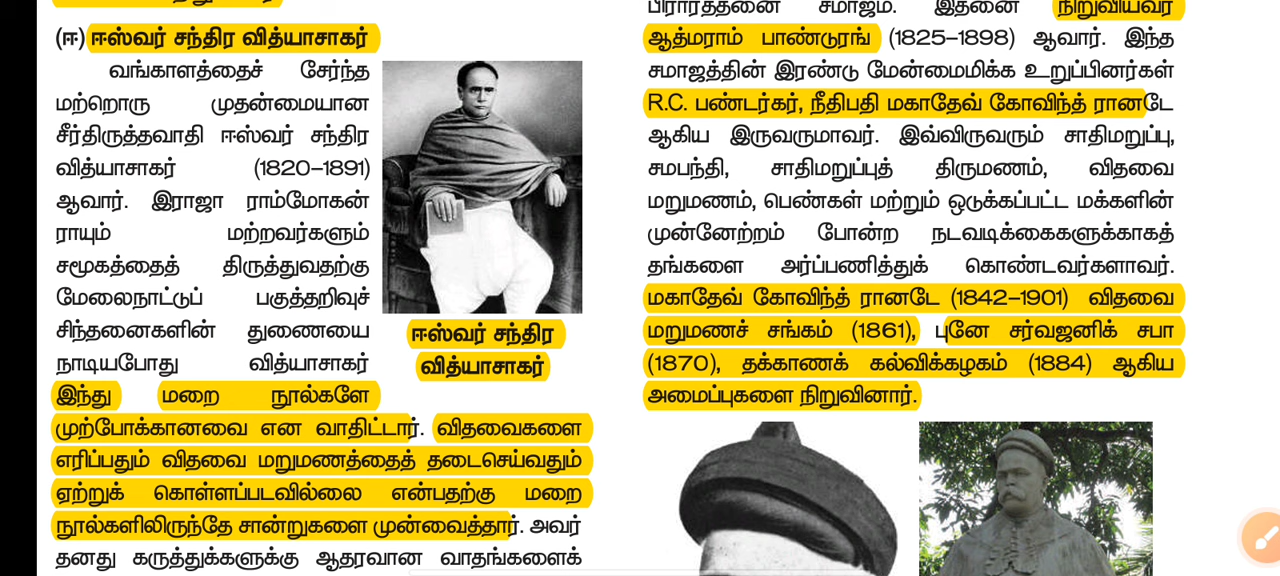 (ஈ) ஈஸ்வர் சந்திர வித்யாசாகர்
வங்காளத்தைச் சேர்ந்த
மற்றொரு முதன்மையான
சீர்திருத்தவாதி ஈஸ்வர் சந்திர
வித்யாசாகர் (1820–1891)
ஆவார். இராஜா ராம்மோகன்
ராயும் மற்றவர்களும்
சமூகத்தைத் திருத்துவதற்கு
மேலைநாட்டுப் பகுத்தறிவுச்
சிந்தனைகளின் துணையை
நாடியபோது வித்யாசாகர்
இந்து மறை நூல்களே
முற்போக்கானவை என வாதிட்டார். விதவைகளை
எரிப்பதும் விதவை மறுமணத்தைத் தடைசெய்வதும்
ஏற்றுக் கொள்ளப்படவில்லை என்பதற்கு மறை
நூல்களிலிருந்தே சான்றுகளை முன்வைத்தார். அவர்
தனது கருத்துக்களுக்கு ஆதரவான வாதங்களைக்
ஈஸ்வர் சந்திர
வித்யாசாகர்
பிரார்த்தனை சமாஜம். இதனை நிறுவியவர்
ஆத்மராம் பாண்டுரங் (1825–1898) ஆவார். இந்த
சமாஜத்தின் இரண்டு மேன்மைமிக்க உறுப்பினர்கள்
R.C. பண்டர்கர், நீதிபதி மகாதேவ் கோவிந்த் ரானடே
ஆகிய இருவருமாவர். இவ்விருவரும் சாதிமறுப்பு,
சமபந்தி, சாதிமறுப்புத் திருமணம், விதவை
மறுமணம், பெண்கள் மற்றும் ஒடுக்கப்பட்ட மக்களின்
முன்னேற்றம் போன்ற நடவடிக்கைகளுக்காகத்
தங்களை அர்ப்பணித்துக் கொண்டவர்களாவர்.
மகாதேவ் கோவிந்த் ரானடே (1842–1901) விதவை
மறுமணச் சங்கம் (1861), புனே சர்வஜனிக் சபா
(1870), தக்காணக் கல்விக்கழகம் (1884) ஆகிய
அமைப்புகளை நிறுவினார்.